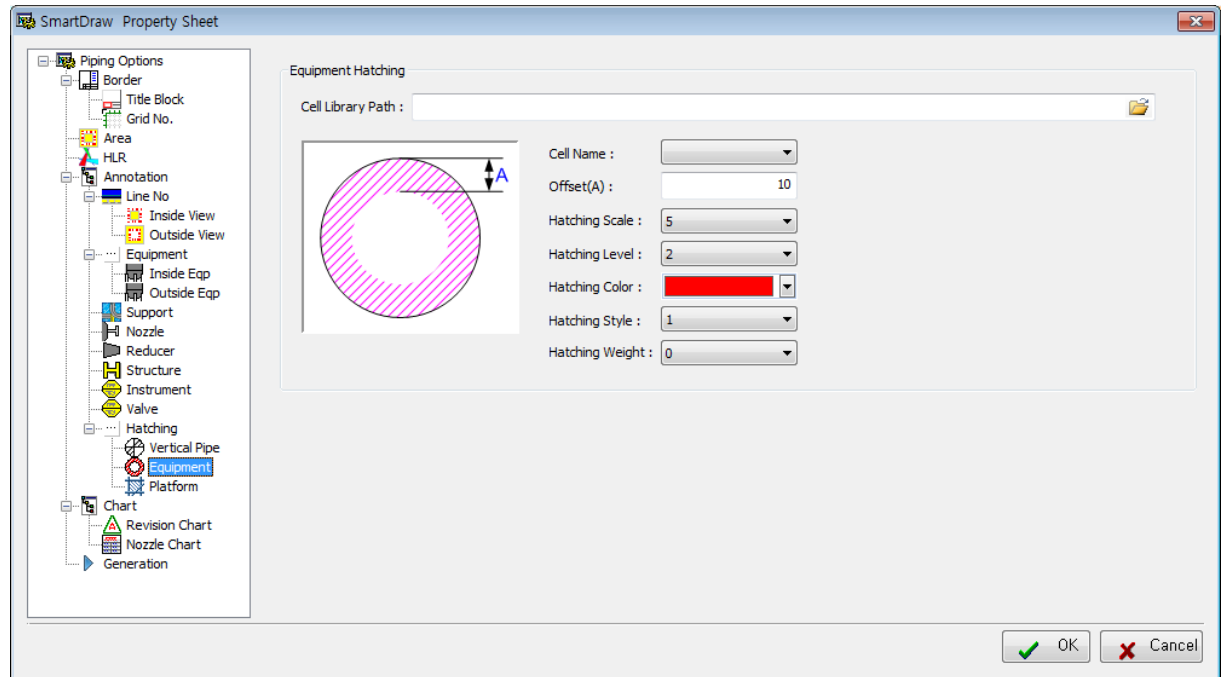 SmartDraw Property Sheet
Piping Options
Border
Title Block
Grid No.
Area
HLR
Annotation
Line No
Inside View
Outside View
Equipment
Inside Eqp
Outside Eqp
Support
Nozzle
Reducer
Structure
Instrument
Valve
Hatching
Vertical Pipe
Equipment
Platform
Chart
Revision Chart
Nozzle Chart
Generation
Equipment Hatching
Cell Library Path :
A
Cell Name :
Offset(A) : 10
Hatching Scale : 5
Hatching Level : 2
Hatching Color :
Hatching Style : 1
Hatching Weight : 0
OK Cancel